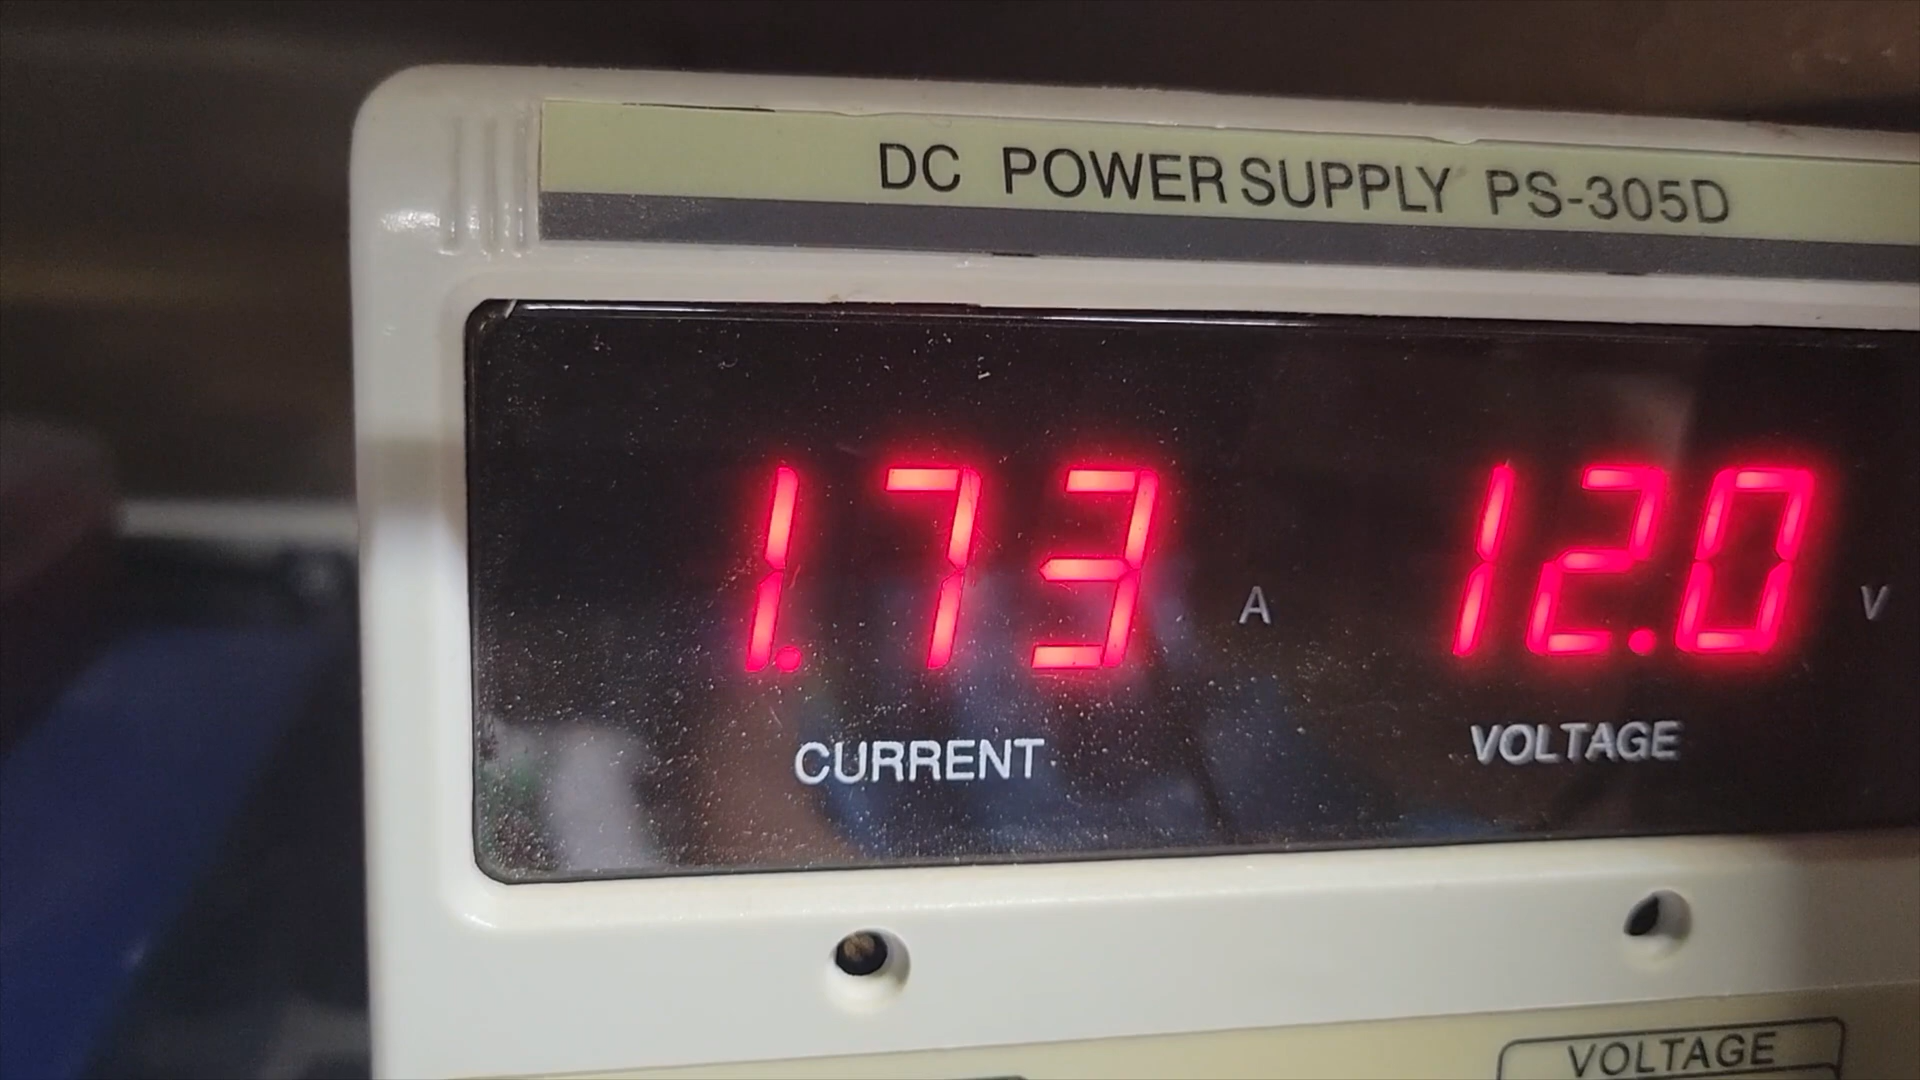 DC POWER SUPPLY PS-305D
1.73 A 12.0 V
CURRENT VOLTAGE
VOLTAGE